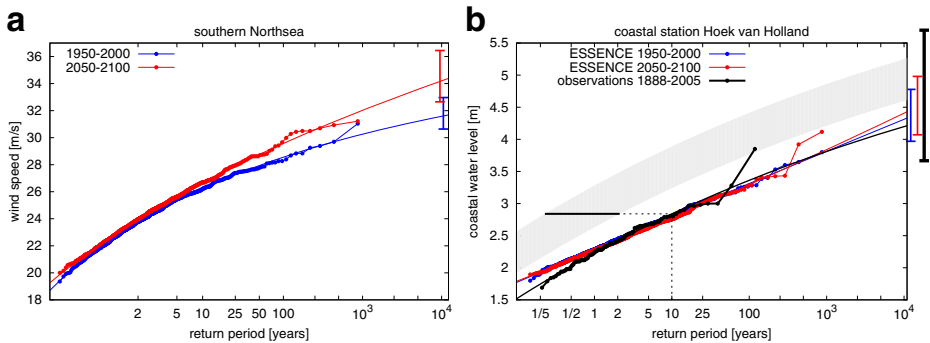 a
southern Northsea
1950-2000
2050-2100
wind speed [m/s]
36
34
32
30
28
26
24
22
20
18
2 5 10 25 50 100 10³ 10⁴
return period [years]
b
coastal station Hoek van Holland
ESSENCE 1950-2000
ESSENCE 2050-2100
observations 1888-2005
coastal water level [m]
5.5
5
4.5
4
3.5
3
2.5
2
1.5
1/5 1/2 1 2 5 10 25 100 10³ 10⁴
return period [years]